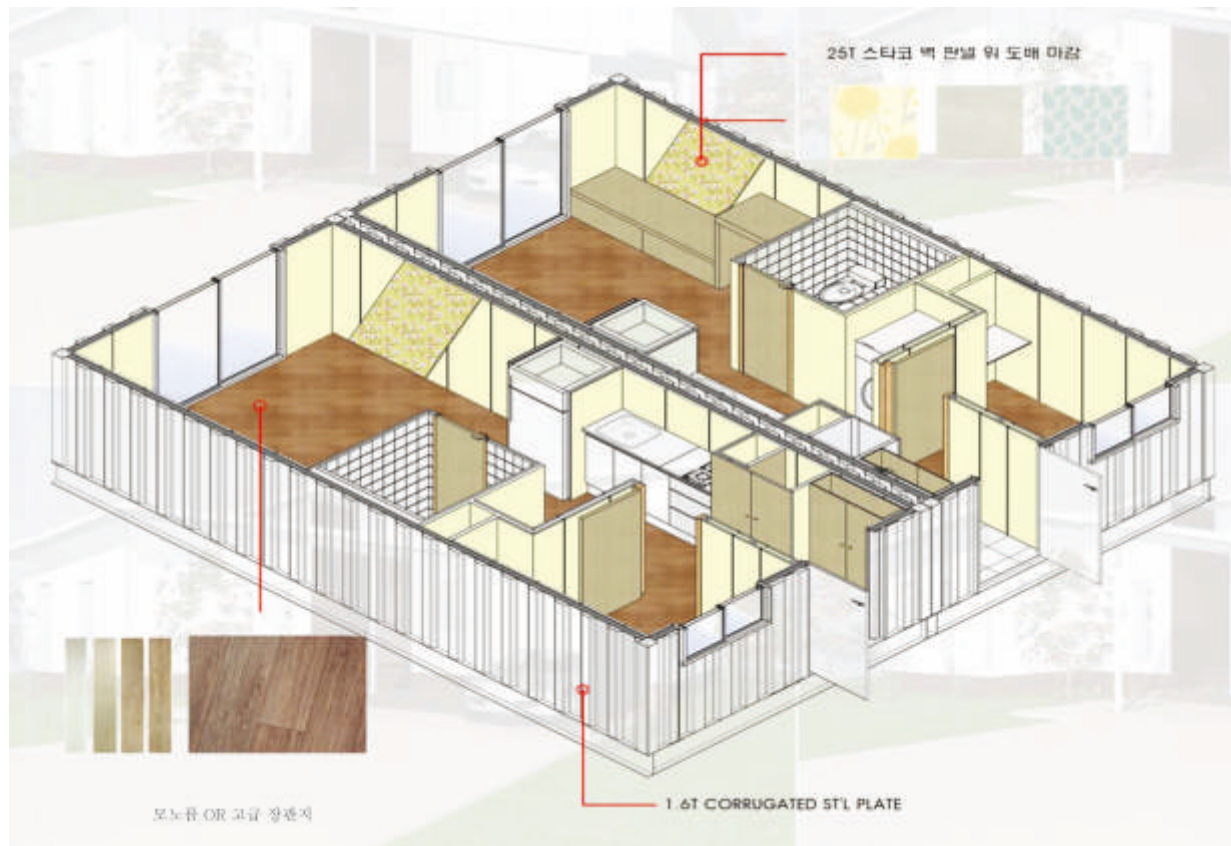 25T 스타코 벽 판넬 위 도배 마감
1.6T CORRUGATED ST'L PLATE
모노륨 OR 고급 장판지